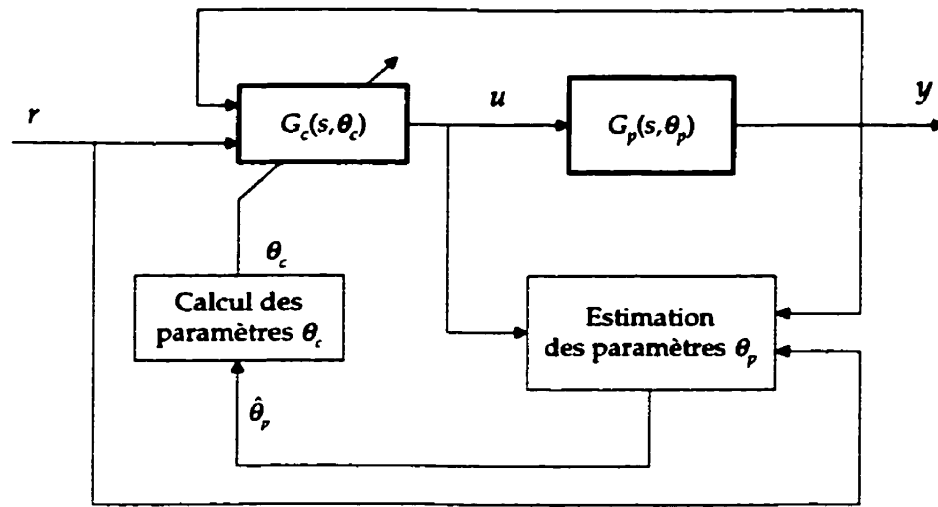 r
G_c(s,θ_c)
u
G_p(s,θ_p)
y
θ_c
Calcul des
paramètres θ_c
Estimation
des paramètres θ_p
θ̂_p